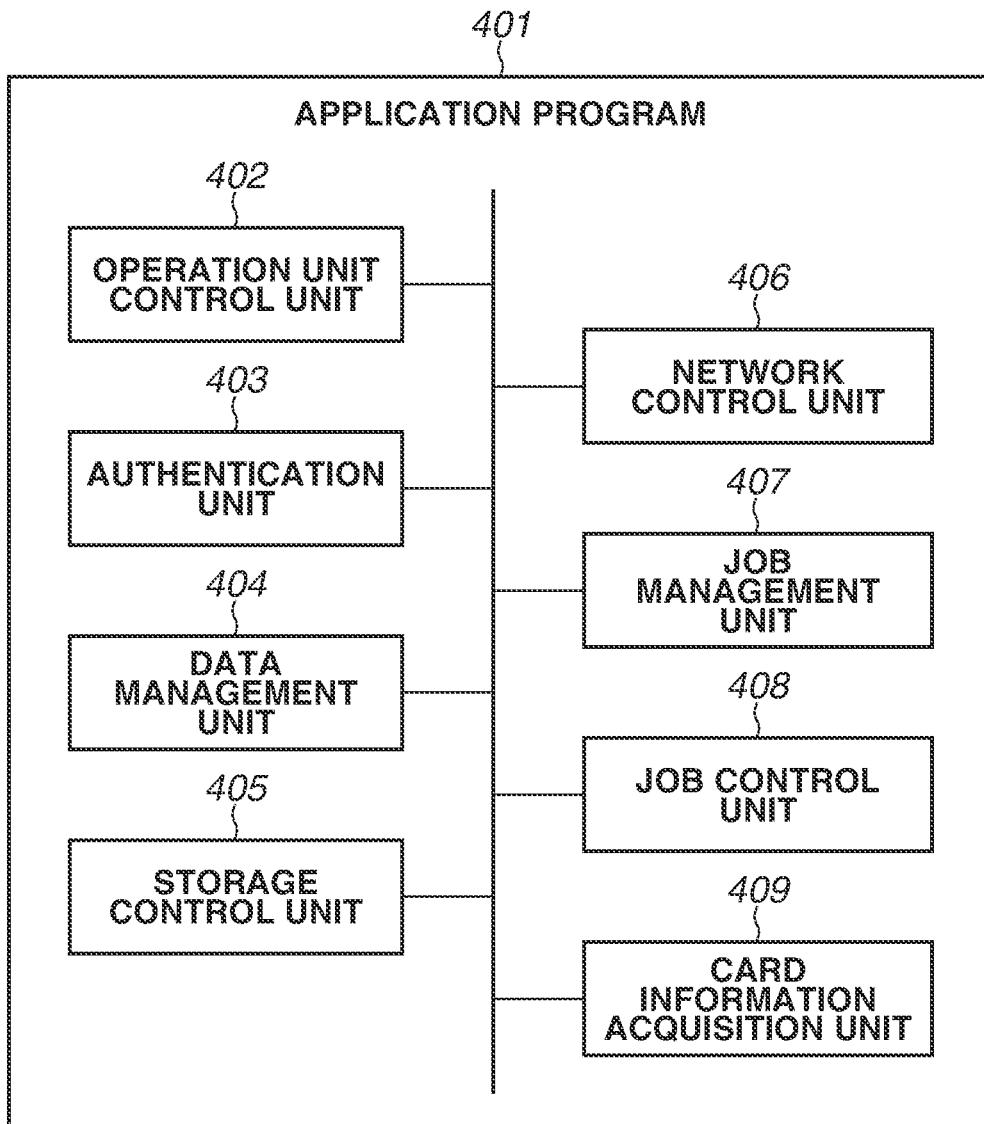 401
APPLICATION PROGRAM
402
OPERATION UNIT
CONTROL UNIT
403
AUTHENTICATION
UNIT
404
DATA
MANAGEMENT
UNIT
405
STORAGE
CONTROL UNIT
406
NETWORK
CONTROL UNIT
407
JOB
MANAGEMENT
UNIT
408
JOB CONTROL
UNIT
409
CARD
INFORMATION
ACQUISITION UNIT